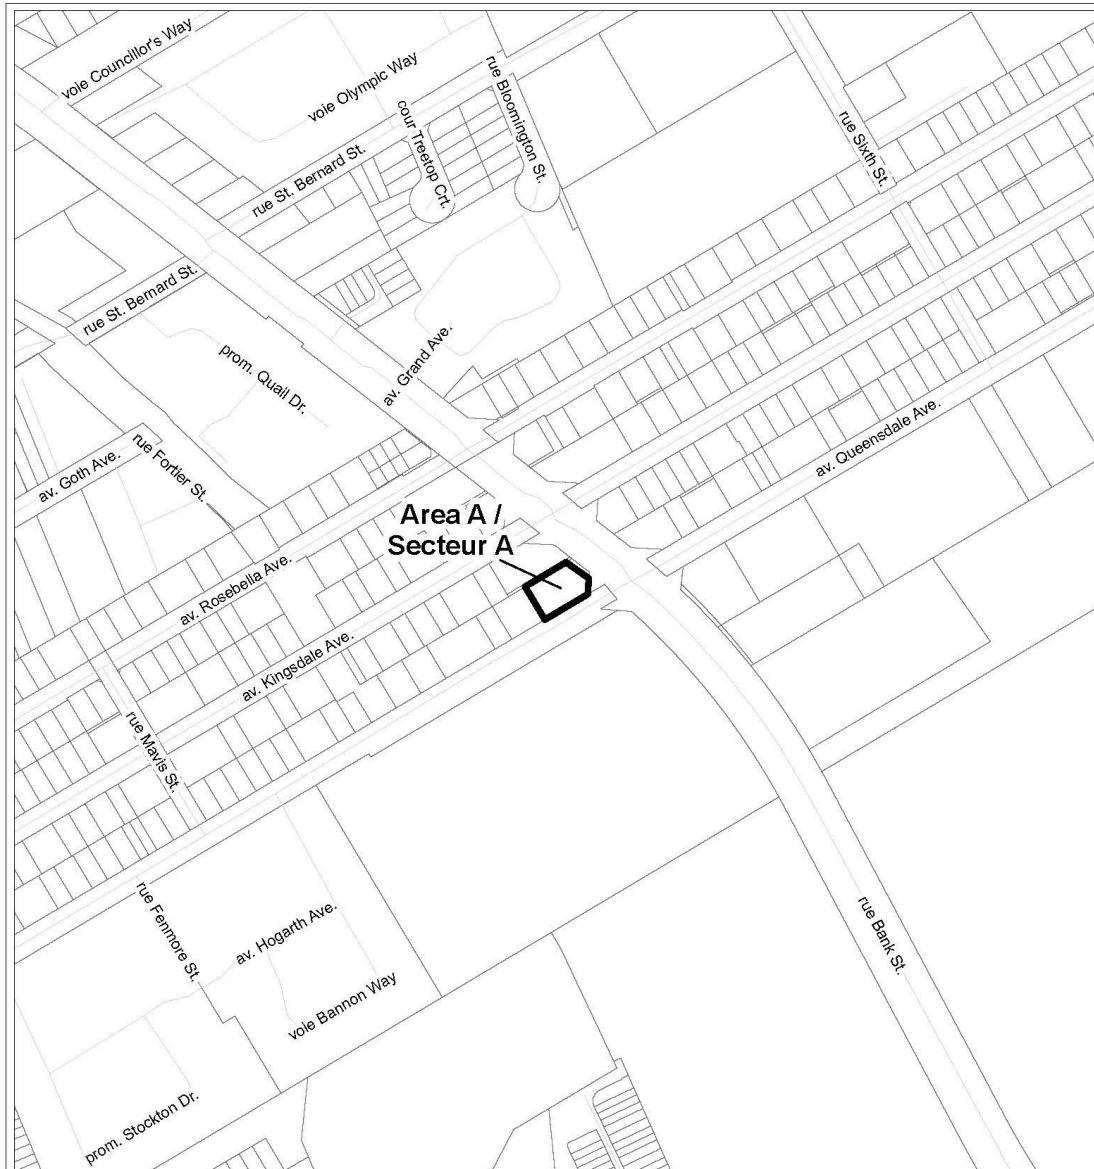 voie Councillor's Way
voie Olympic Way
rue Bloomington St.
cour Treetop Crt.
rue Sixth St.
rue St. Bernard St.
rue St. Bernard St.
prom. Quail Dr.
av. Grand Ave.
av. Queensdale Ave.
av. Goth Ave.
rue Fortier St.
Area A /
Secteur A
av. Rosebella Ave.
av. Kingsdale Ave.
rue Mavis St.
rue Fenmore St.
av. Hogarth Ave.
rue Bank St.
voie Bannon Way
prom. Stockton Dr.